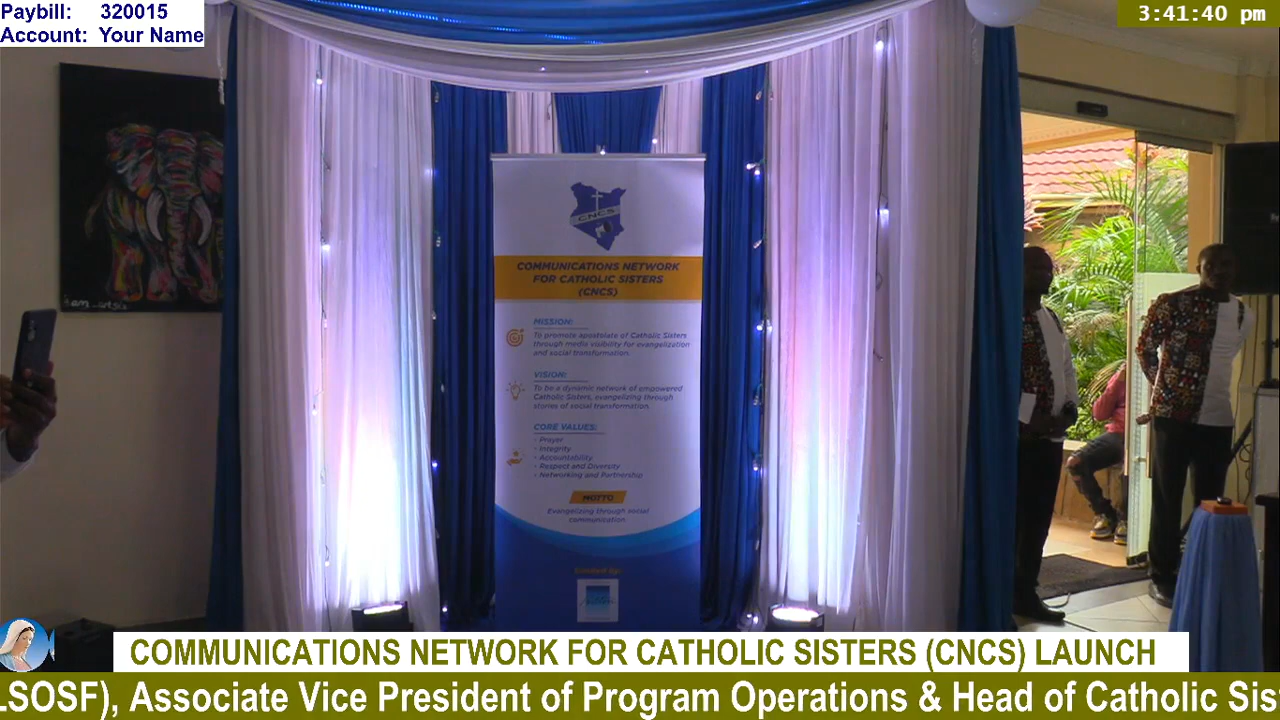 Paybill: 320015
Account: Your Name
3:41:40 pm
CNCS
COMMUNICATIONS NETWORK
FOR CATHOLIC SISTERS
(CNCS)
MISSION:
To promote apostolate of Catholic Sisters
through media visibility for evangelization
and social transformation.
VISION:
To be a dynamic network of empowered
Catholic Sisters, evangelizing through
stories of social transformation.
CORE VALUES:
- Prayer
- Integrity
- Accountability
- Respect and Diversity
- Networking and Partnership
MOTTO
Evangelizing through social
communication.
COMMUNICATIONS NETWORK FOR CATHOLIC SISTERS (CNCS) LAUNCH
LSOSF), Associate Vice President of Program Operations & Head of Catholic Sis